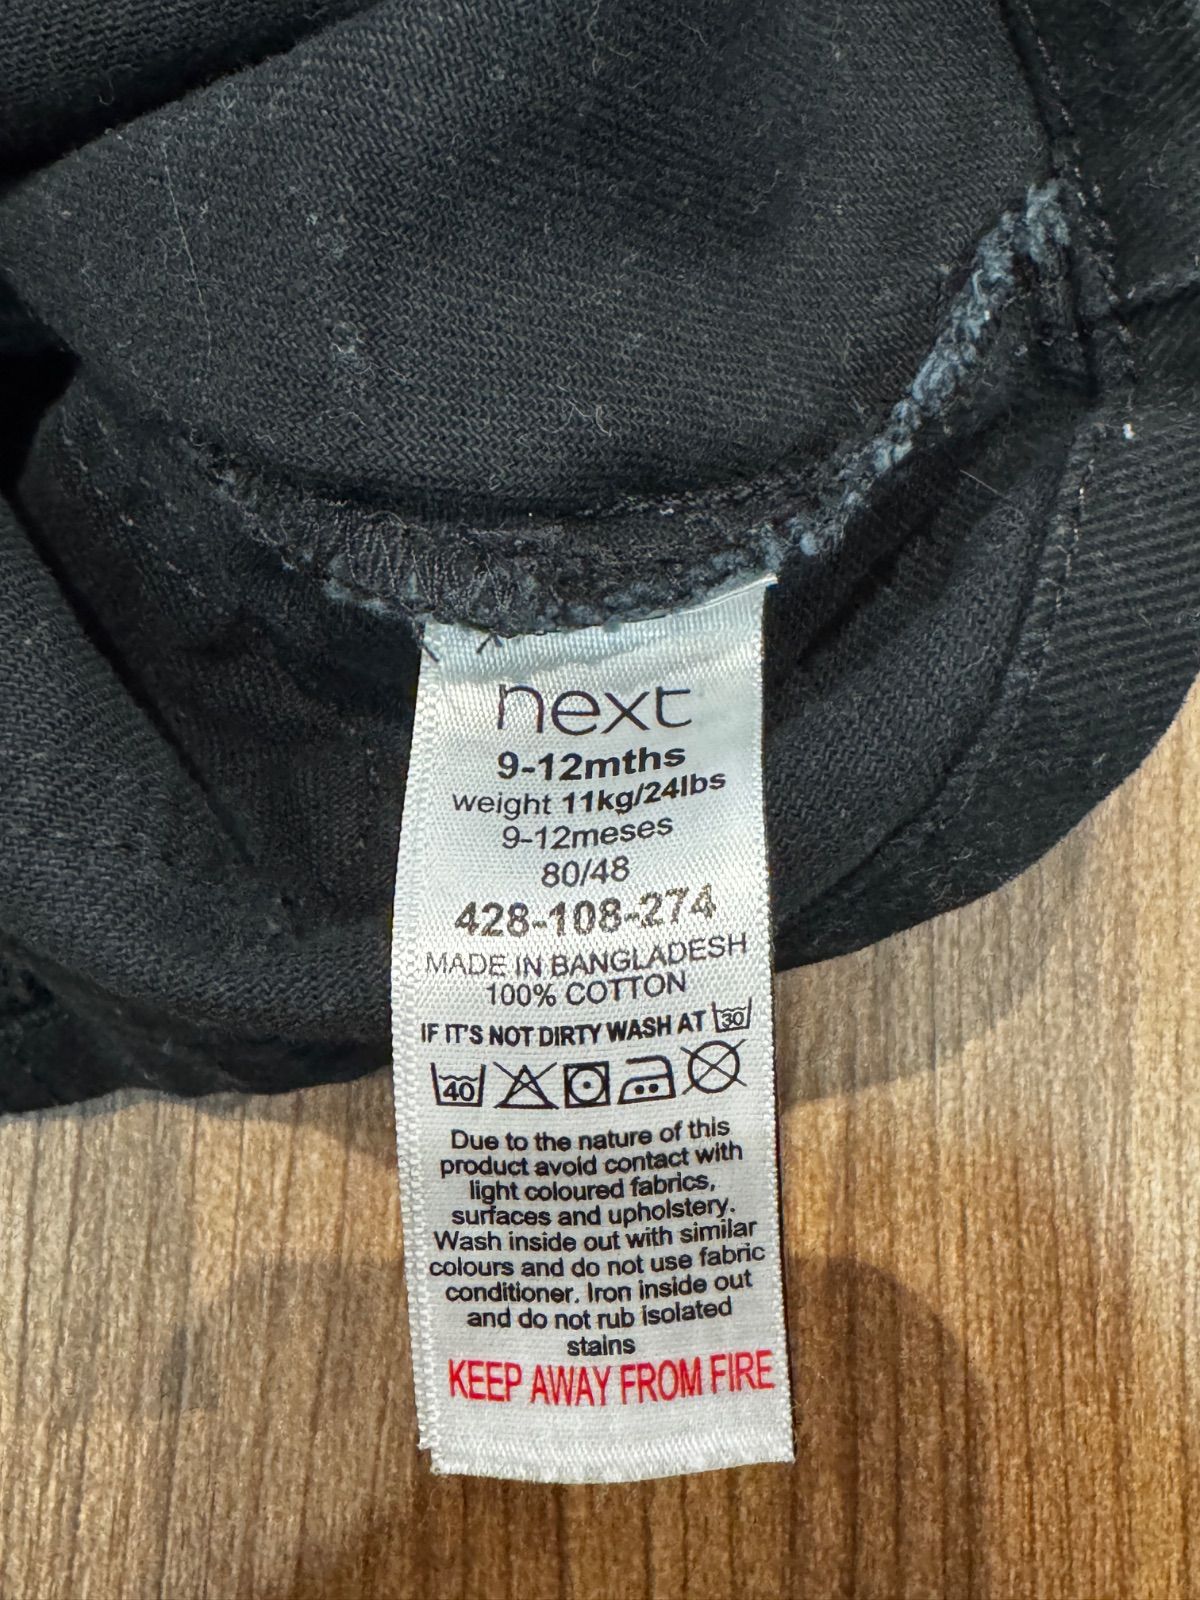 next
9-12mths
weight 11kg/24lbs
9-12meses
80/48
428-108-274
MADE IN BANGLADESH
100% COTTON
IF IT'S NOT DIRTY WASH AT 30
40
Due to the nature of this
product avoid contact with
light coloured fabrics,
surfaces and upholstery.
Wash inside out with similar
colours and do not use fabric
conditioner. Iron inside out
and do not rub isolated
stains
KEEP AWAY FROM FIRE